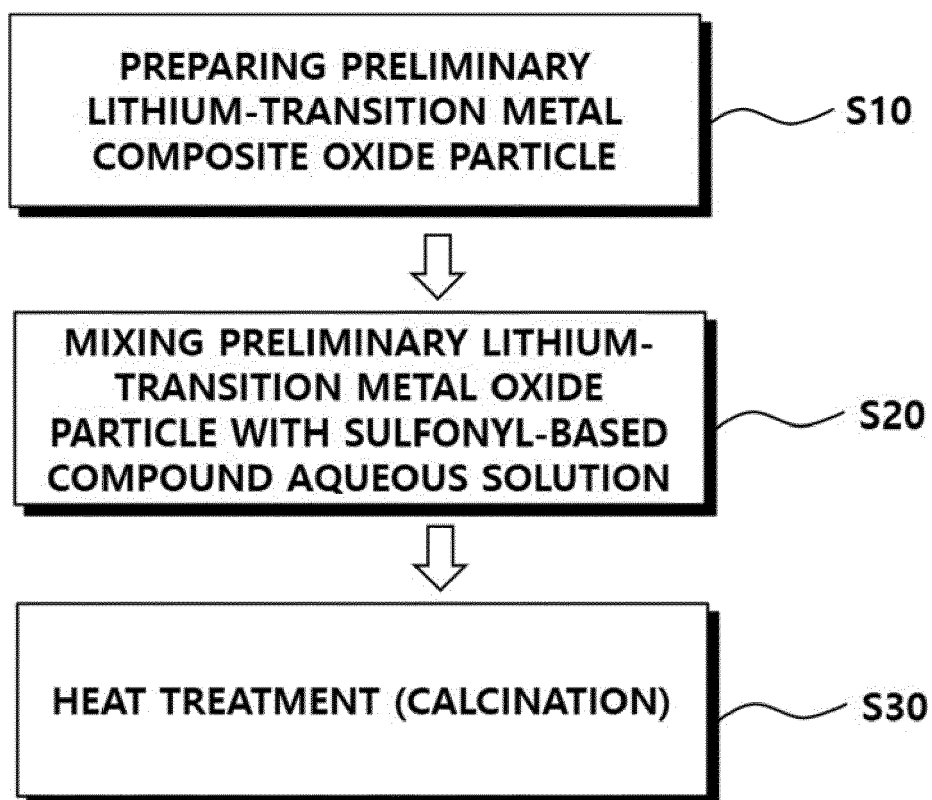 PREPARING PRELIMINARY
LITHIUM-TRANSITION METAL
COMPOSITE OXIDE PARTICLE
S10
MIXING PRELIMINARY LITHIUM-
TRANSITION METAL OXIDE
PARTICLE WITH SULFONYL-BASED
COMPOUND AQUEOUS SOLUTION
S20
HEAT TREATMENT (CALCINATION)
S30